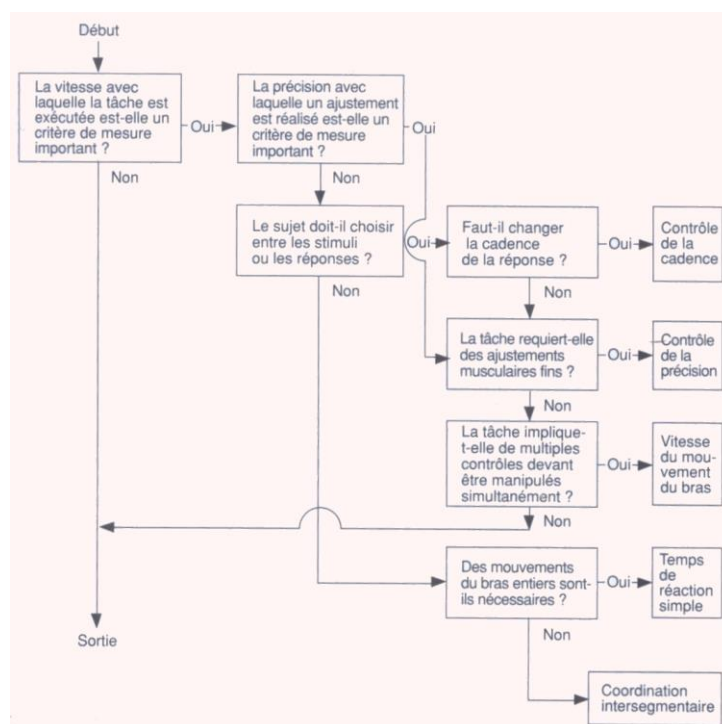 Début
La vitesse avec
laquelle la tâche est
exécutée est-elle un
critère de mesure
important ?
Oui
La précision avec
laquelle un ajustement
est réalisé est-elle un
critère de mesure
important ?
Oui
Non
Non
Le sujet doit-il choisir
entre les stimuli
ou les réponses ?
Oui
Faut-il changer
la cadence
de la réponse ?
Oui
Contrôle
de la
cadence
Non
Non
La tâche requiert-elle
des ajustements
musculaires fins ?
Oui
Contrôle
de la
précision
Non
La tâche implique-
t-elle de multiples
contrôles devant
être manipulés
simultanément ?
Oui
Vitesse
du mou-
vement
du bras
Non
Des mouvements
du bras entiers sont-
ils nécessaires ?
Oui
Temps
de
réaction
simple
Sortie
Non
Coordination
intersegmentaire